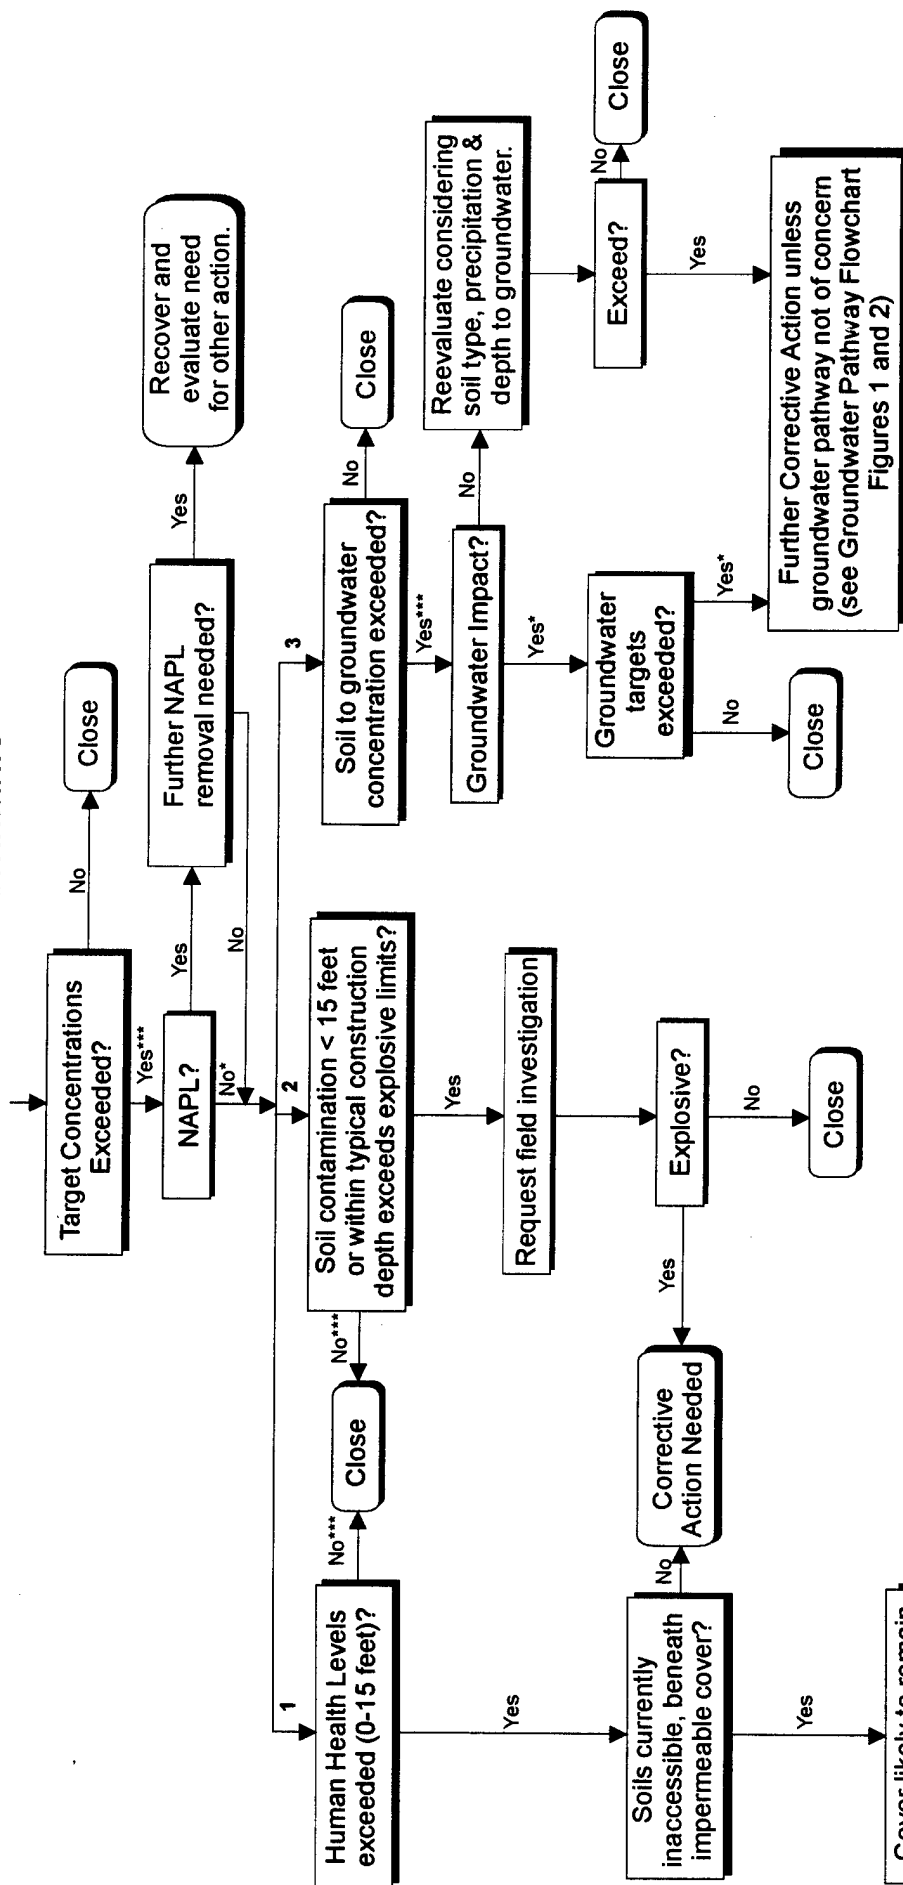 Target Concentrations
Exceeded?
No
Close
Yes***
NAPL?
Yes
Further NAPL
removal needed?
Yes
Recover and
evaluate need
for other action.
No*
No
1
2
3
Human Health Levels
exceeded (0-15 feet)?
No***
Close
No***
Soil contamination < 15 feet
or within typical construction
depth exceeds explosive limits?
Soil to groundwater
concentration exceeded?
No
Close
Yes
Yes
Yes***
Request field investigation
Groundwater Impact?
No
Reevaluate considering
soil type, precipitation &
depth to groundwater.
Yes*
Soils currently
inaccessible, beneath
impermeable cover?
No
Corrective
Action Needed
Yes
Explosive?
Groundwater
targets
exceeded?
Exceed?
No
Close
Yes
No
Close
No
Close
Yes*
Yes
Further Corrective Action unless
groundwater pathway not of concern
(see Groundwater Pathway Flowchart
Figures 1 and 2)
Cover likely to remain